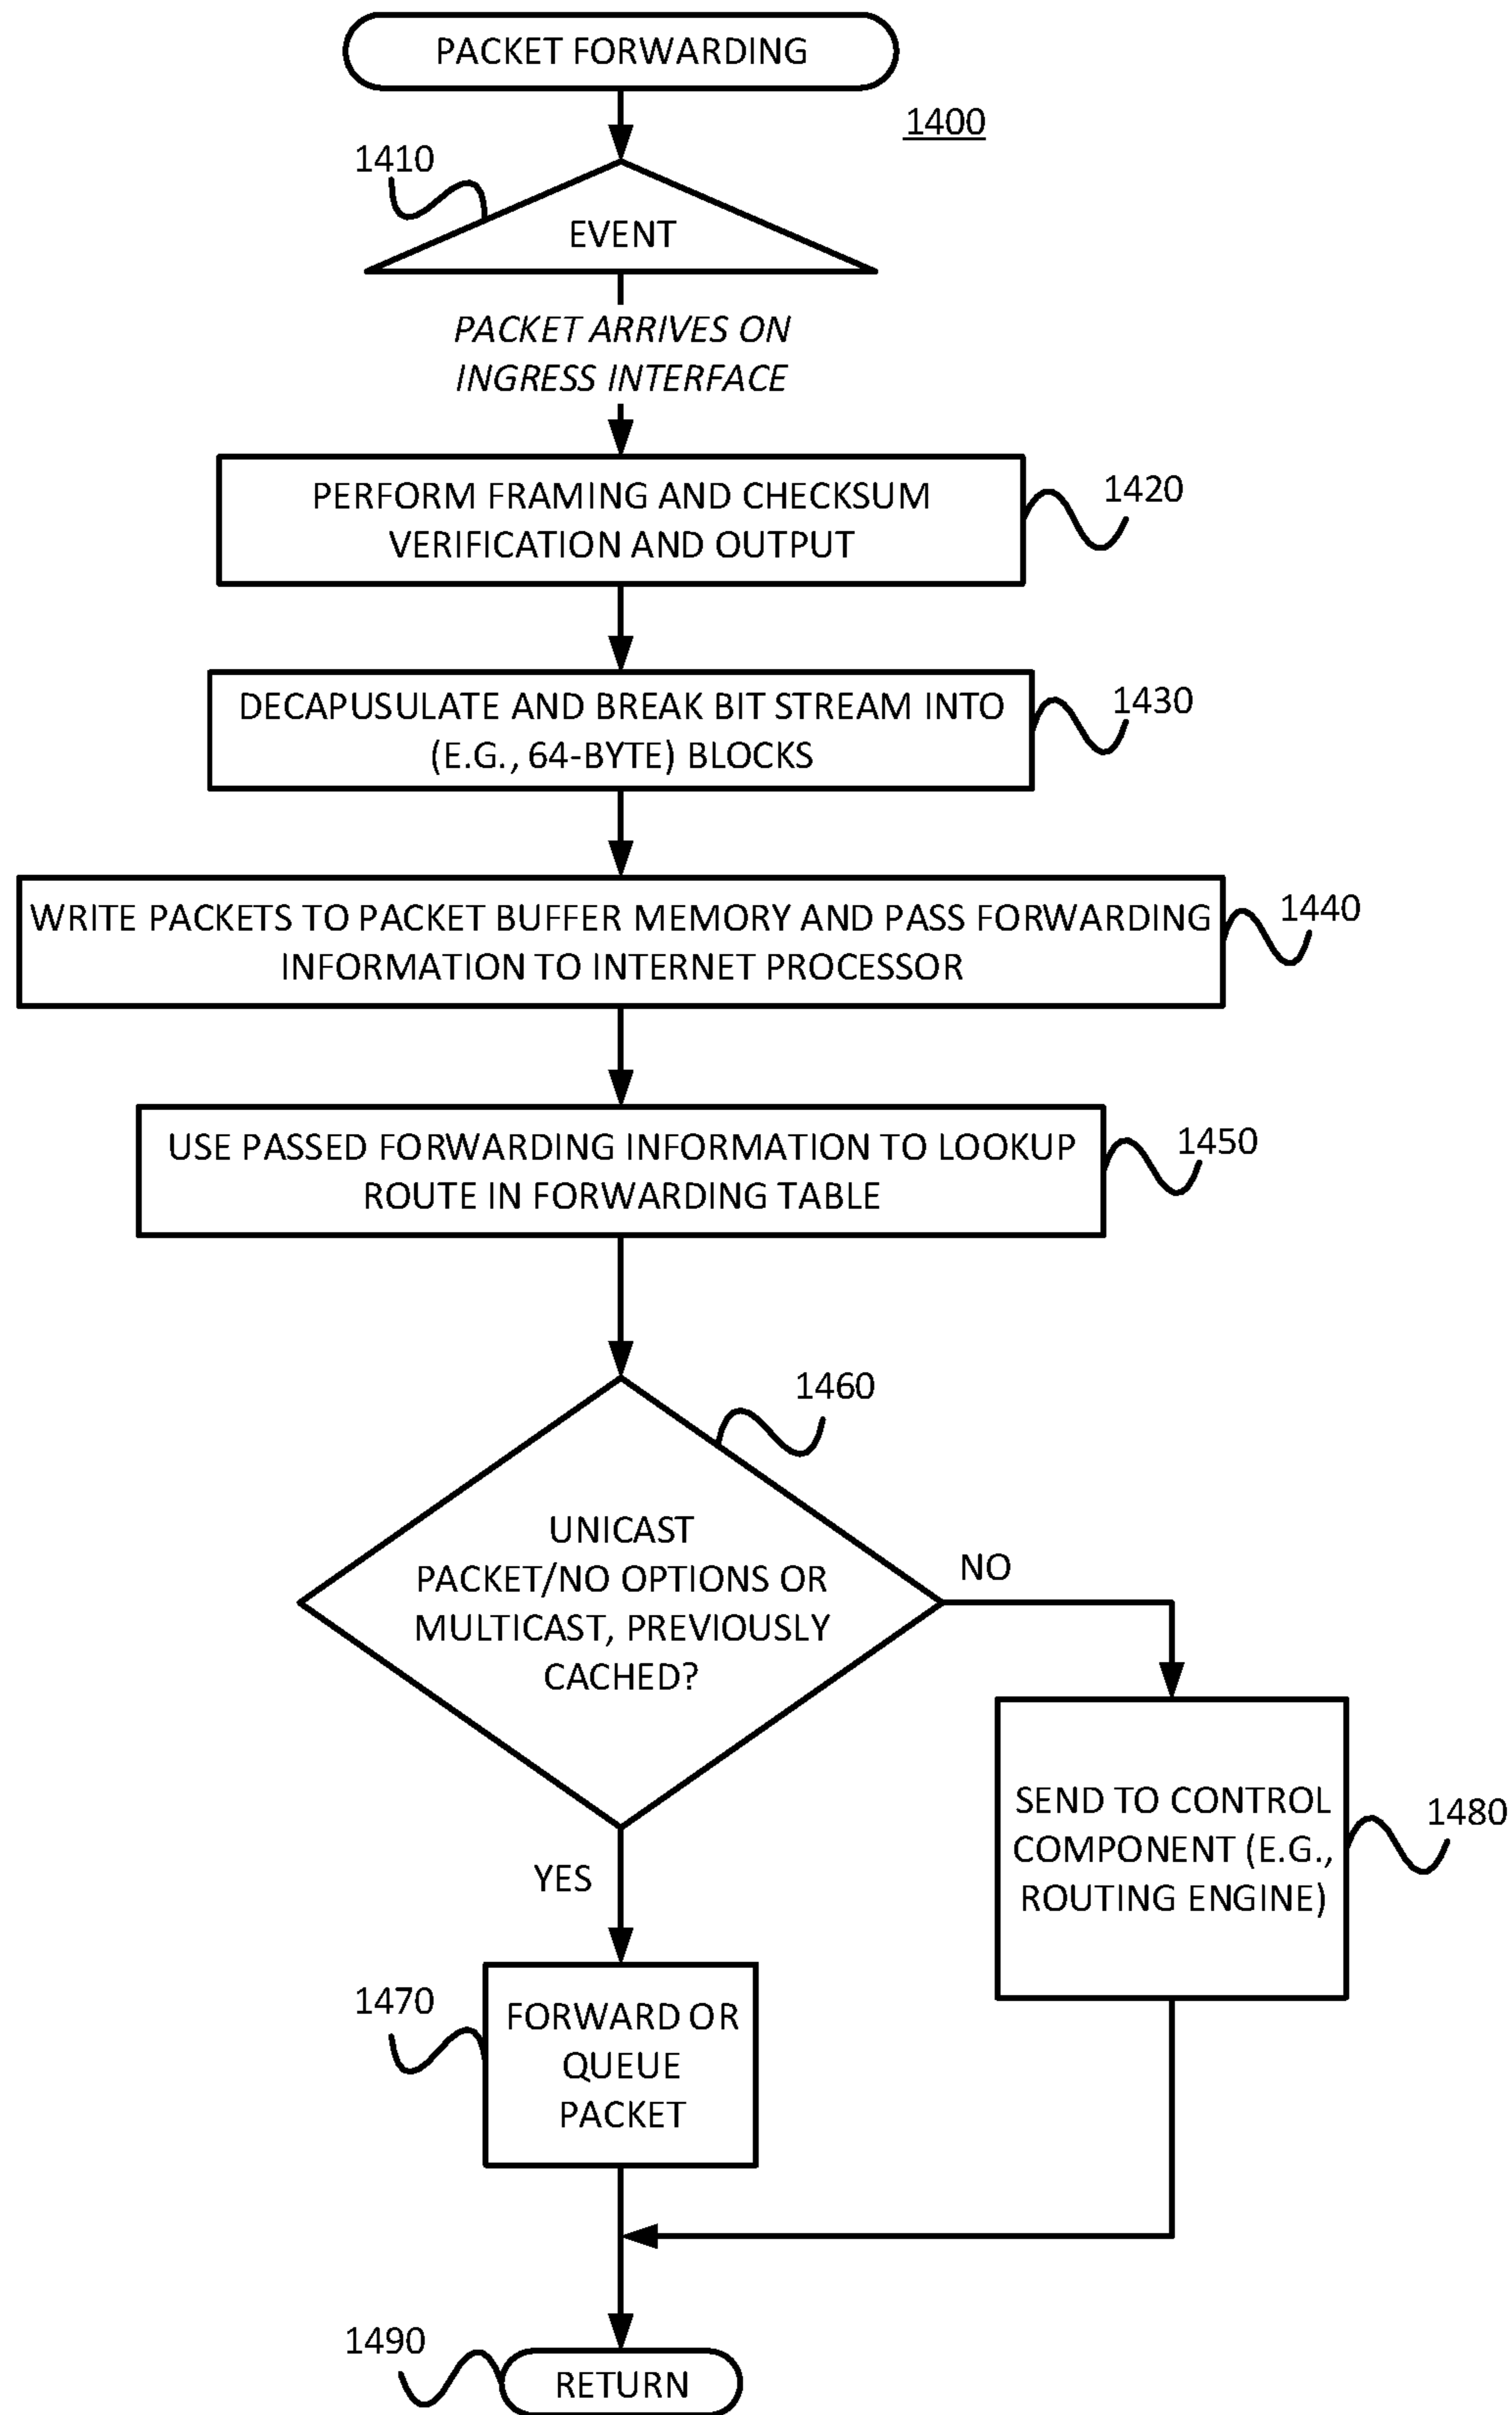 PACKET FORWARDING
1400
1410
EVENT
PACKET ARRIVES ON
INGRESS INTERFACE
PERFORM FRAMING AND CHECKSUM
VERIFICATION AND OUTPUT
1420
DECAPUSULATE AND BREAK BIT STREAM INTO
(E.G., 64-BYTE) BLOCKS
1430
WRITE PACKETS TO PACKET BUFFER MEMORY AND PASS FORWARDING
INFORMATION TO INTERNET PROCESSOR
1440
USE PASSED FORWARDING INFORMATION TO LOOKUP
ROUTE IN FORWARDING TABLE
1450
1460
UNICAST
PACKET/NO OPTIONS OR
MULTICAST, PREVIOUSLY
CACHED?
NO
SEND TO CONTROL
COMPONENT (E.G.,
ROUTING ENGINE)
1480
YES
1470
FORWARD OR
QUEUE
PACKET
1490
RETURN